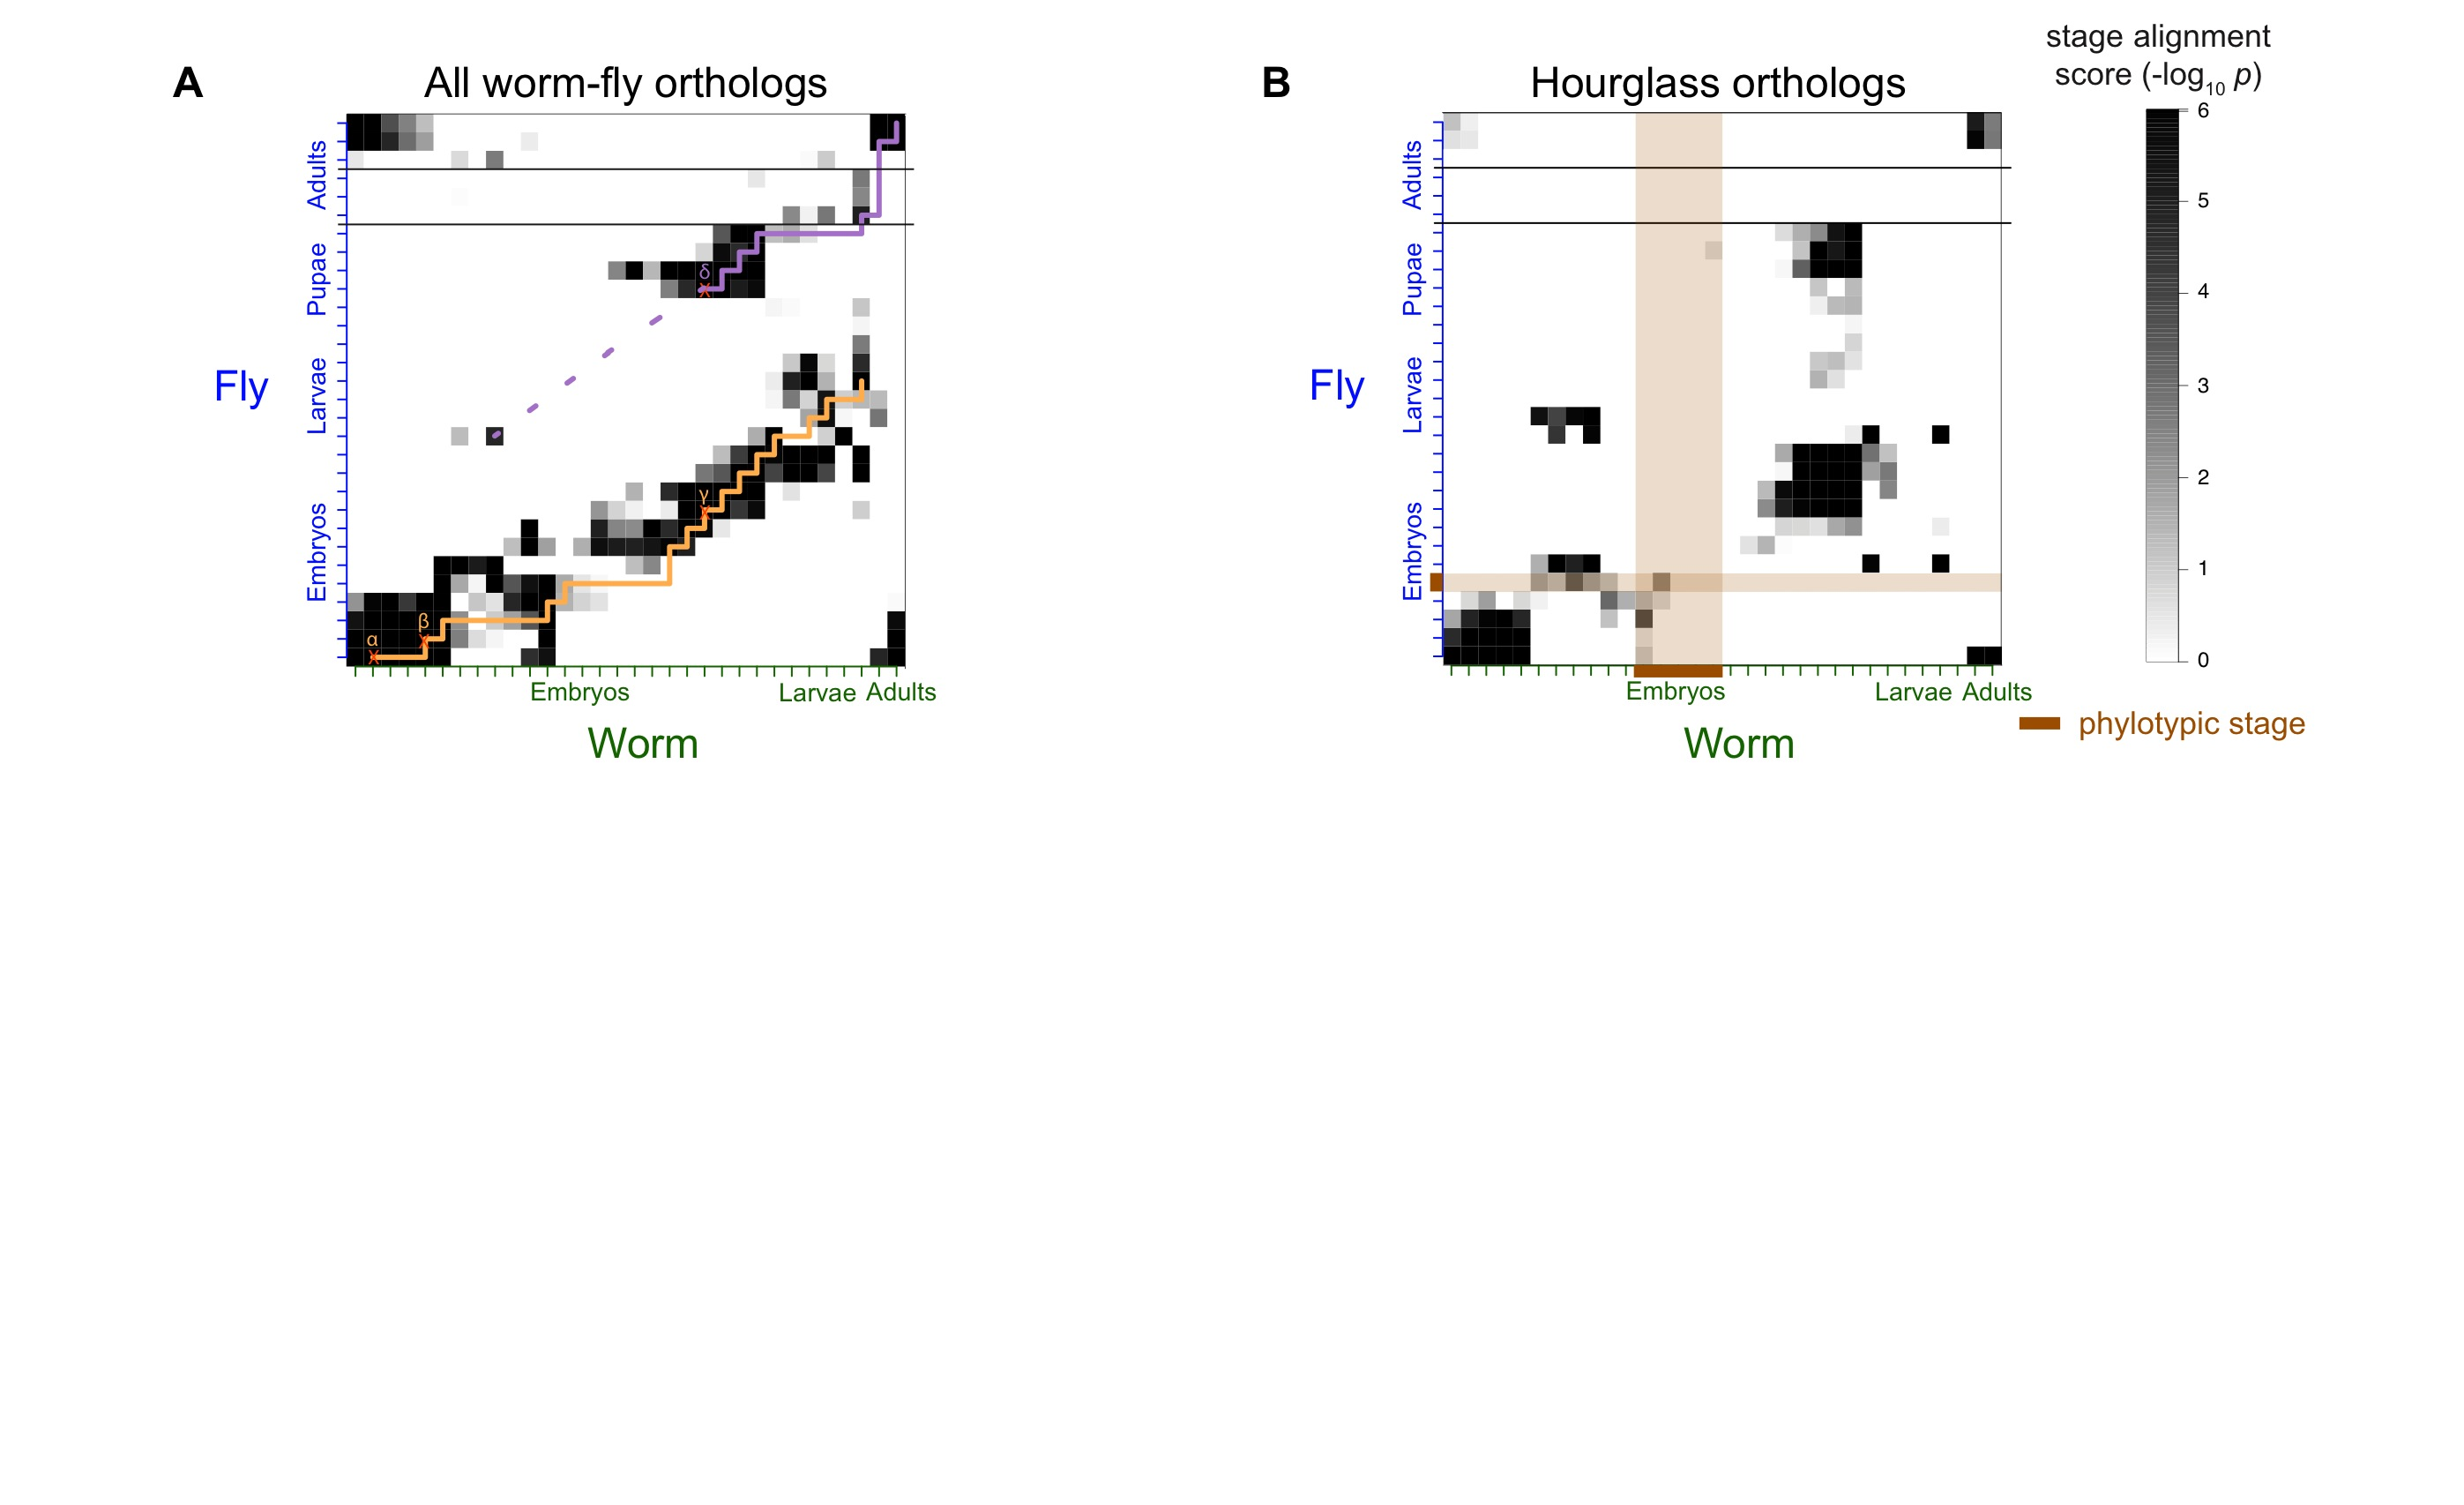 A
All worm-fly orthologs
B
Hourglass orthologs
stage alignment
score (-log10 p)
Fly
Adults
Adults
Pupae
Larvae
Embryos
δ
γ
β
α
Embryos
Larvae
Adults
Worm
Fly
Adults
Pupae
Larvae
Embryos
Embryos
Larvae
Adults
Worm
6
5
4
3
2
1
0
phylotypic stage